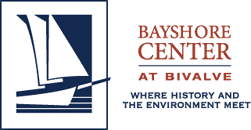 BAYSHORE
CENTER
AT BIVALVE
WHERE HISTORY AND
THE ENVIRONMENT MEET